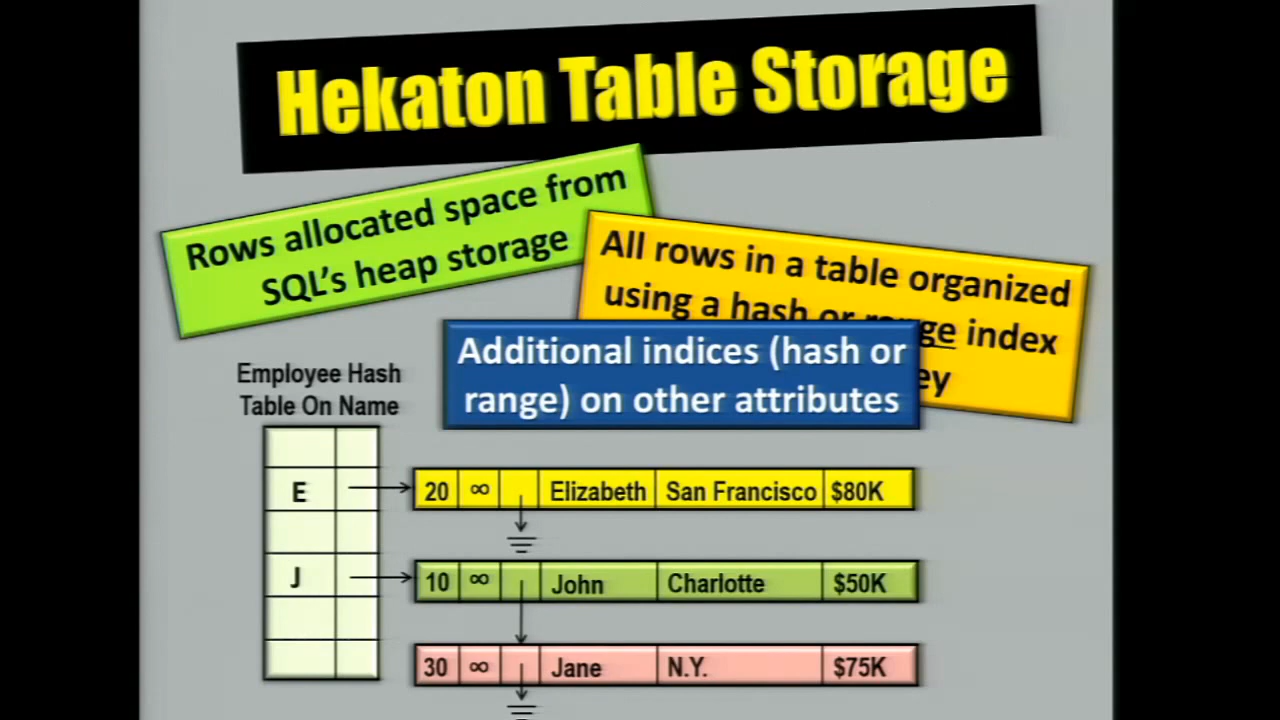 Hekaton Table Storage
Rows allocated space from
SQL's heap storage
All rows in a table organized
using a hash or range index
Additional indices (hash or
range) on other attributes
Employee Hash
Table On Name
E
20 ∞ Elizabeth San Francisco $80K
J
10 ∞ John Charlotte $50K
30 ∞ Jane N.Y. $75K